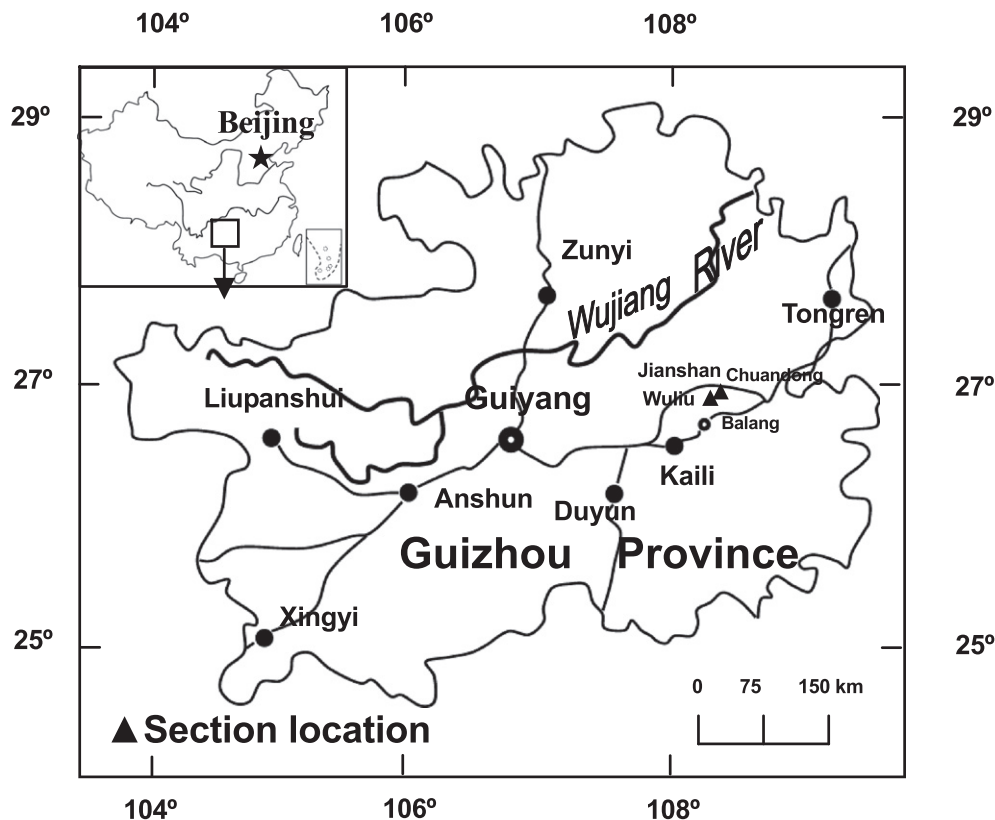 104º 106º 108º
29º 29º
Beijing
Zunyi
Wujiang River
Tongren
27º 27º
Jianshan Chuandong
Liupanshui Guiyang Wuliu
Balang
Kaili
Anshun
Duyun
Guizhou Province
Xingyi
25º 25º
0 75 150 km
Section location
104º 106º 108º